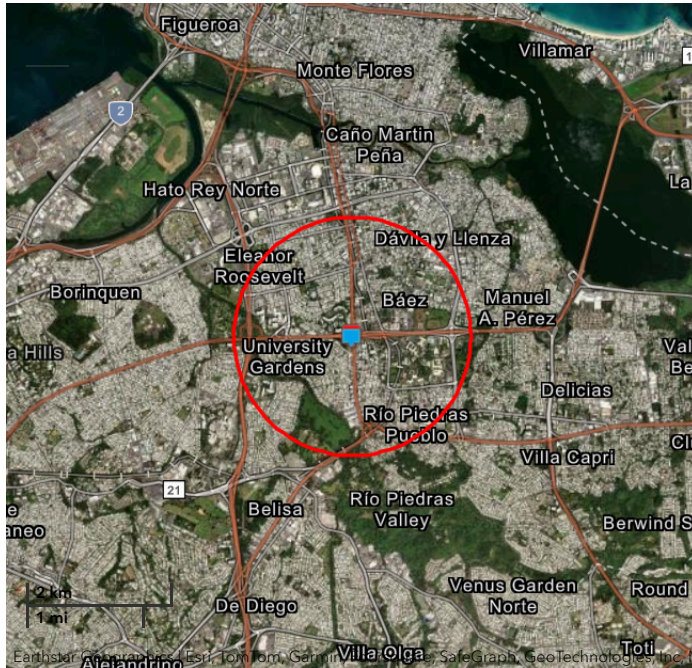 Figueroa
Villamar
1
Monte Flores
2
Caño Martin
Peña
La
Hato Rey Norte
Dávila y Llenza
Eleanor
Roosevelt
Borinquen
Báez
Manuel
A. Pérez
a Hills
University
Gardens
Val
Be
Delicias
Río Piedras
Pueblo
Cl
Villa Capri
21
Belisa
Río Piedras
Valley
e
aneo
Berwind S
2 km
1 mi
Venus Garden
Norte
Round
De Diego
Villa Olga
Toti
Alejandrino
Earthstar Geographics | Esri, TomTom, Garmin, SafeGraph, GeoTechnologies, Inc,